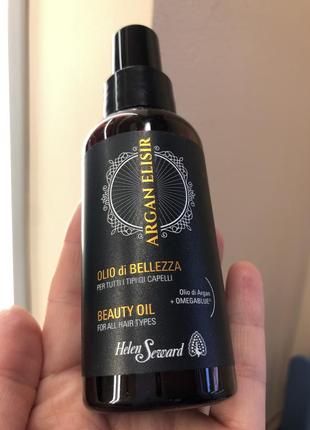 ARGAN ELISIR
OLIO di BELLEZZA
PER TUTTI I TIPI DI CAPELLI
Olio di Argan
+ OMEGABLUE
BEAUTY OIL
FOR ALL HAIR TYPES
Helen Seward